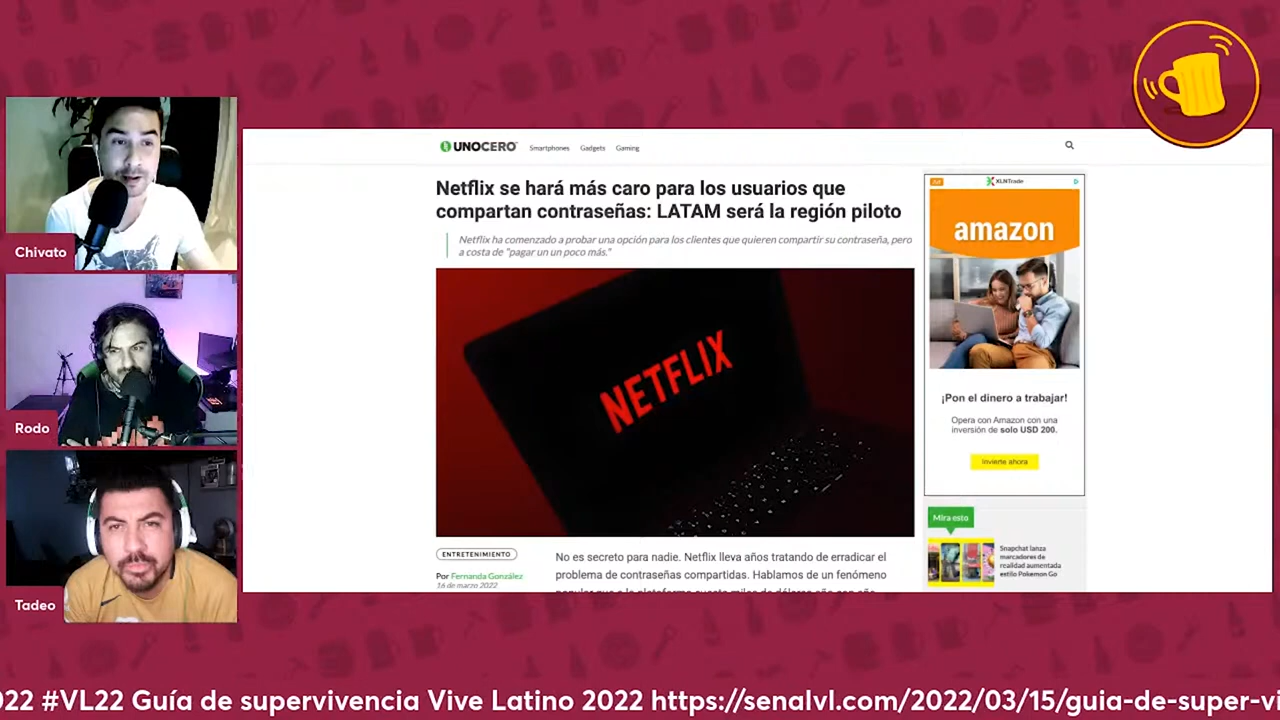 Chivato
Rodo
Tadeo
UNOCERO
Smartphones Gadgets Gaming
Netflix se hará más caro para los usuarios que
compartan contraseñas: LATAM será la región piloto
Netflix ha comenzado a probar una opción para los clientes que quieren compartir su contraseña, pero
a costa de "pagar un un poco más."
NETFLIX
ENTRETENIMIENTO
Por Fernanda González
16 de marzo 2022
No es secreto para nadie. Netflix lleva años tratando de erradicar el
problema de contraseñas compartidas. Hablamos de un fenómeno
Ad
XLNTrade
amazon
¡Pon el dinero a trabajar!
Opera con Amazon con una
inversión de solo USD 200.
Invierte ahora
Mira esto
Snapchat lanza
marcadores de
realidad aumentada
estilo Pokemon Go
022 #VL22 Guía de supervivencia Vive Latino 2022 https://senalvl.com/2022/03/15/guia-de-super-vi